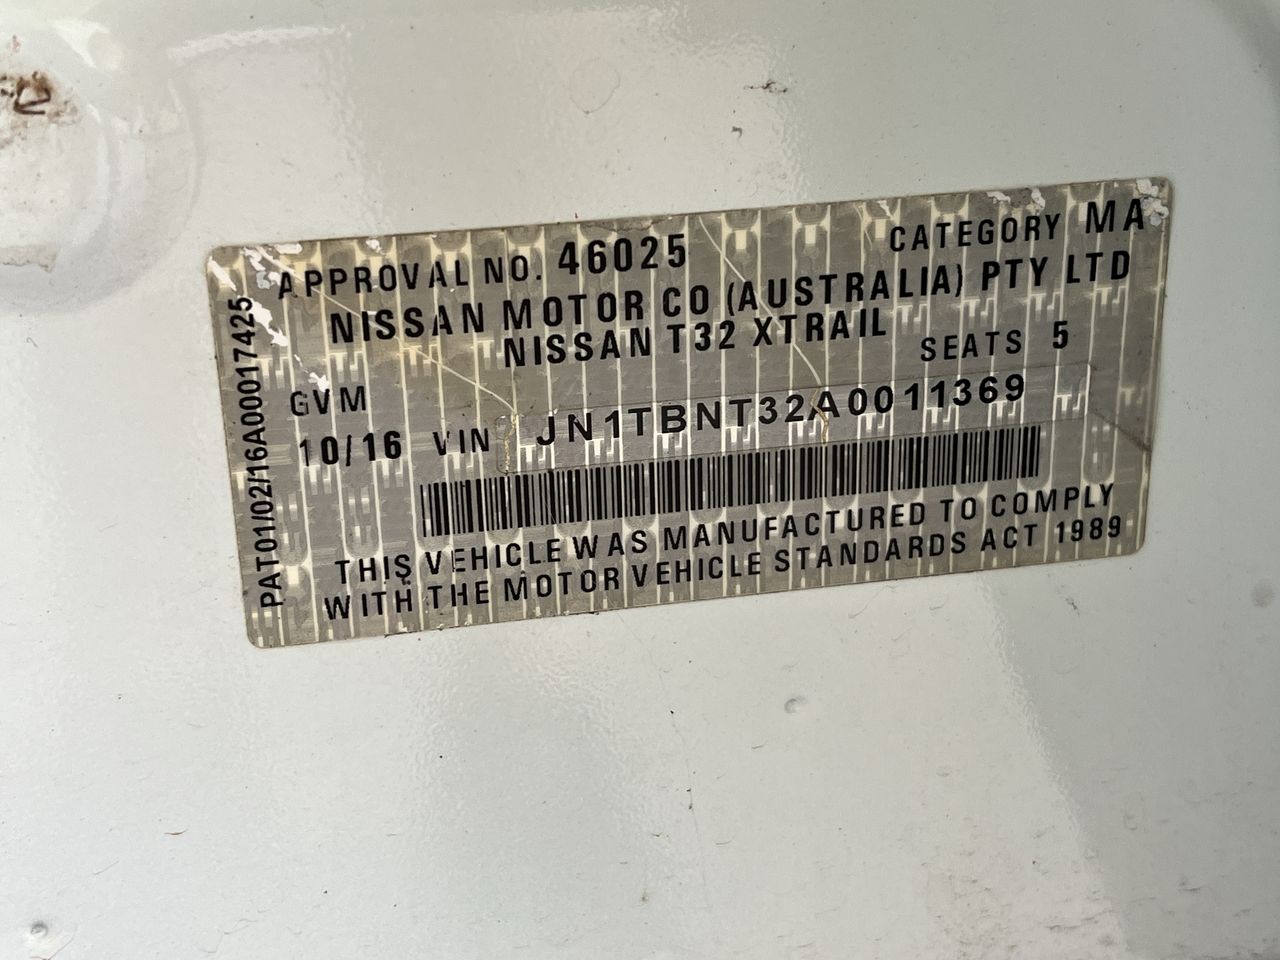 APPROVAL NO. 46025 CATEGORY MA
NISSAN MOTOR CO (AUSTRALIA) PTY LTD
NISSAN T32 XTRAIL
GVM SEATS 5
10/16 VIN JN1TBNT32A0011369
THIS VEHICLE WAS MANUFACTURED TO COMPLY
WITH THE MOTOR VEHICLE STANDARDS ACT 1989
PAT01/02/16A00017425